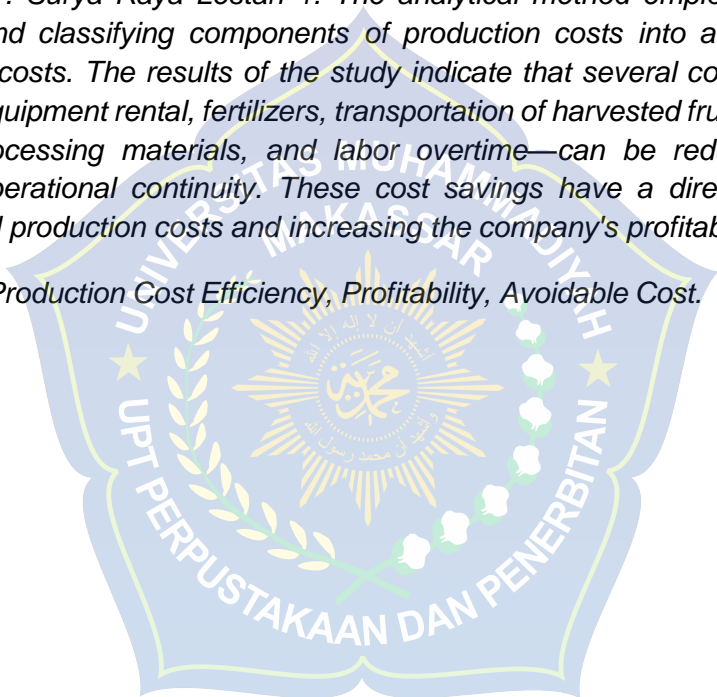 Surya Raya Lestari 1. The analytical method emplo
nd classifying components of production costs into a
costs. The results of the study indicate that several co
quipment rental, fertilizers, transportation of harvested fru
ocessing materials, and labor overtime—can be red
perational continuity. These cost savings have a dire
l production costs and increasing the company's profitab
Production Cost Efficiency, Profitability, Avoidable Cost.
UNIVERSITAS MUHAMMADIYAH
MAKASSAR
UPT PERPUSTAKAAN DAN PENERBITAN